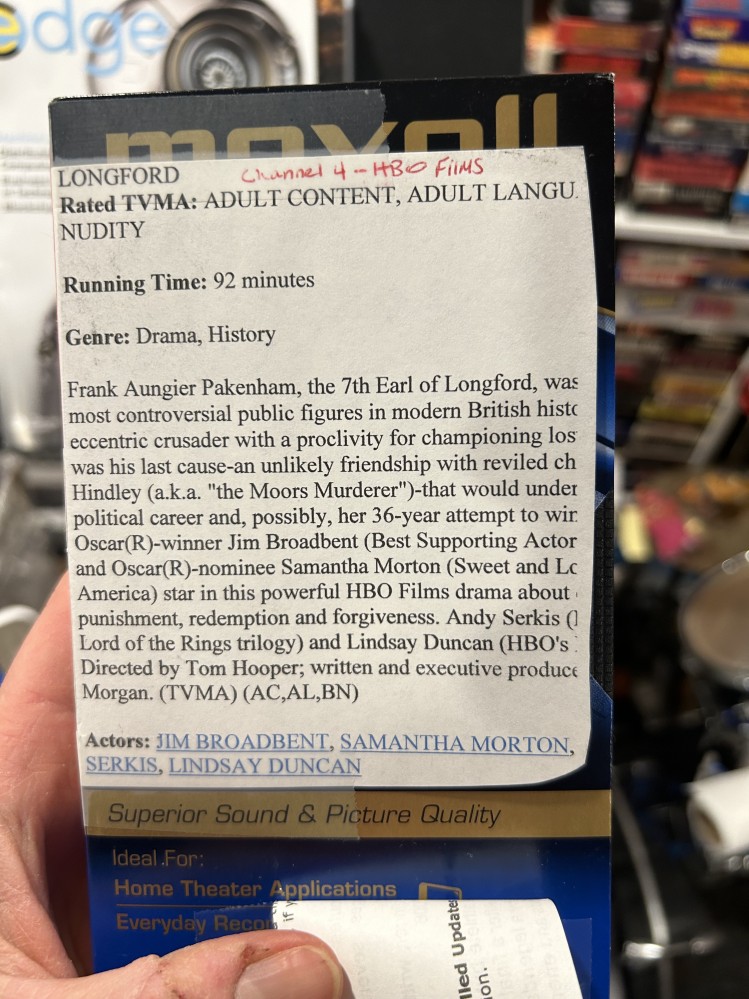 edge
maxell
LONGFORD Channel 4 - HBO Films
Rated TVMA: ADULT CONTENT, ADULT LANGU
NUDITY
Running Time: 92 minutes
Genre: Drama, History
Frank Aungier Pakenham, the 7th Earl of Longford, was
most controversial public figures in modern British histo
eccentric crusader with a proclivity for championing los
was his last cause-an unlikely friendship with reviled ch
Hindley (a.k.a. "the Moors Murderer")-that would under
political career and, possibly, her 36-year attempt to win
Oscar(R)-winner Jim Broadbent (Best Supporting Actor
and Oscar(R)-nominee Samantha Morton (Sweet and Lo
America) star in this powerful HBO Films drama about
punishment, redemption and forgiveness. Andy Serkis (
Lord of the Rings trilogy) and Lindsay Duncan (HBO's
Directed by Tom Hooper; written and executive produce
Morgan. (TVMA) (AC,AL,BN)
Actors: JIM BROADBENT, SAMANTHA MORTON,
SERKIS, LINDSAY DUNCAN
Superior Sound & Picture Quality
Ideal For:
Home Theater Applications
Everyday Reco
if y
lled Update
on.